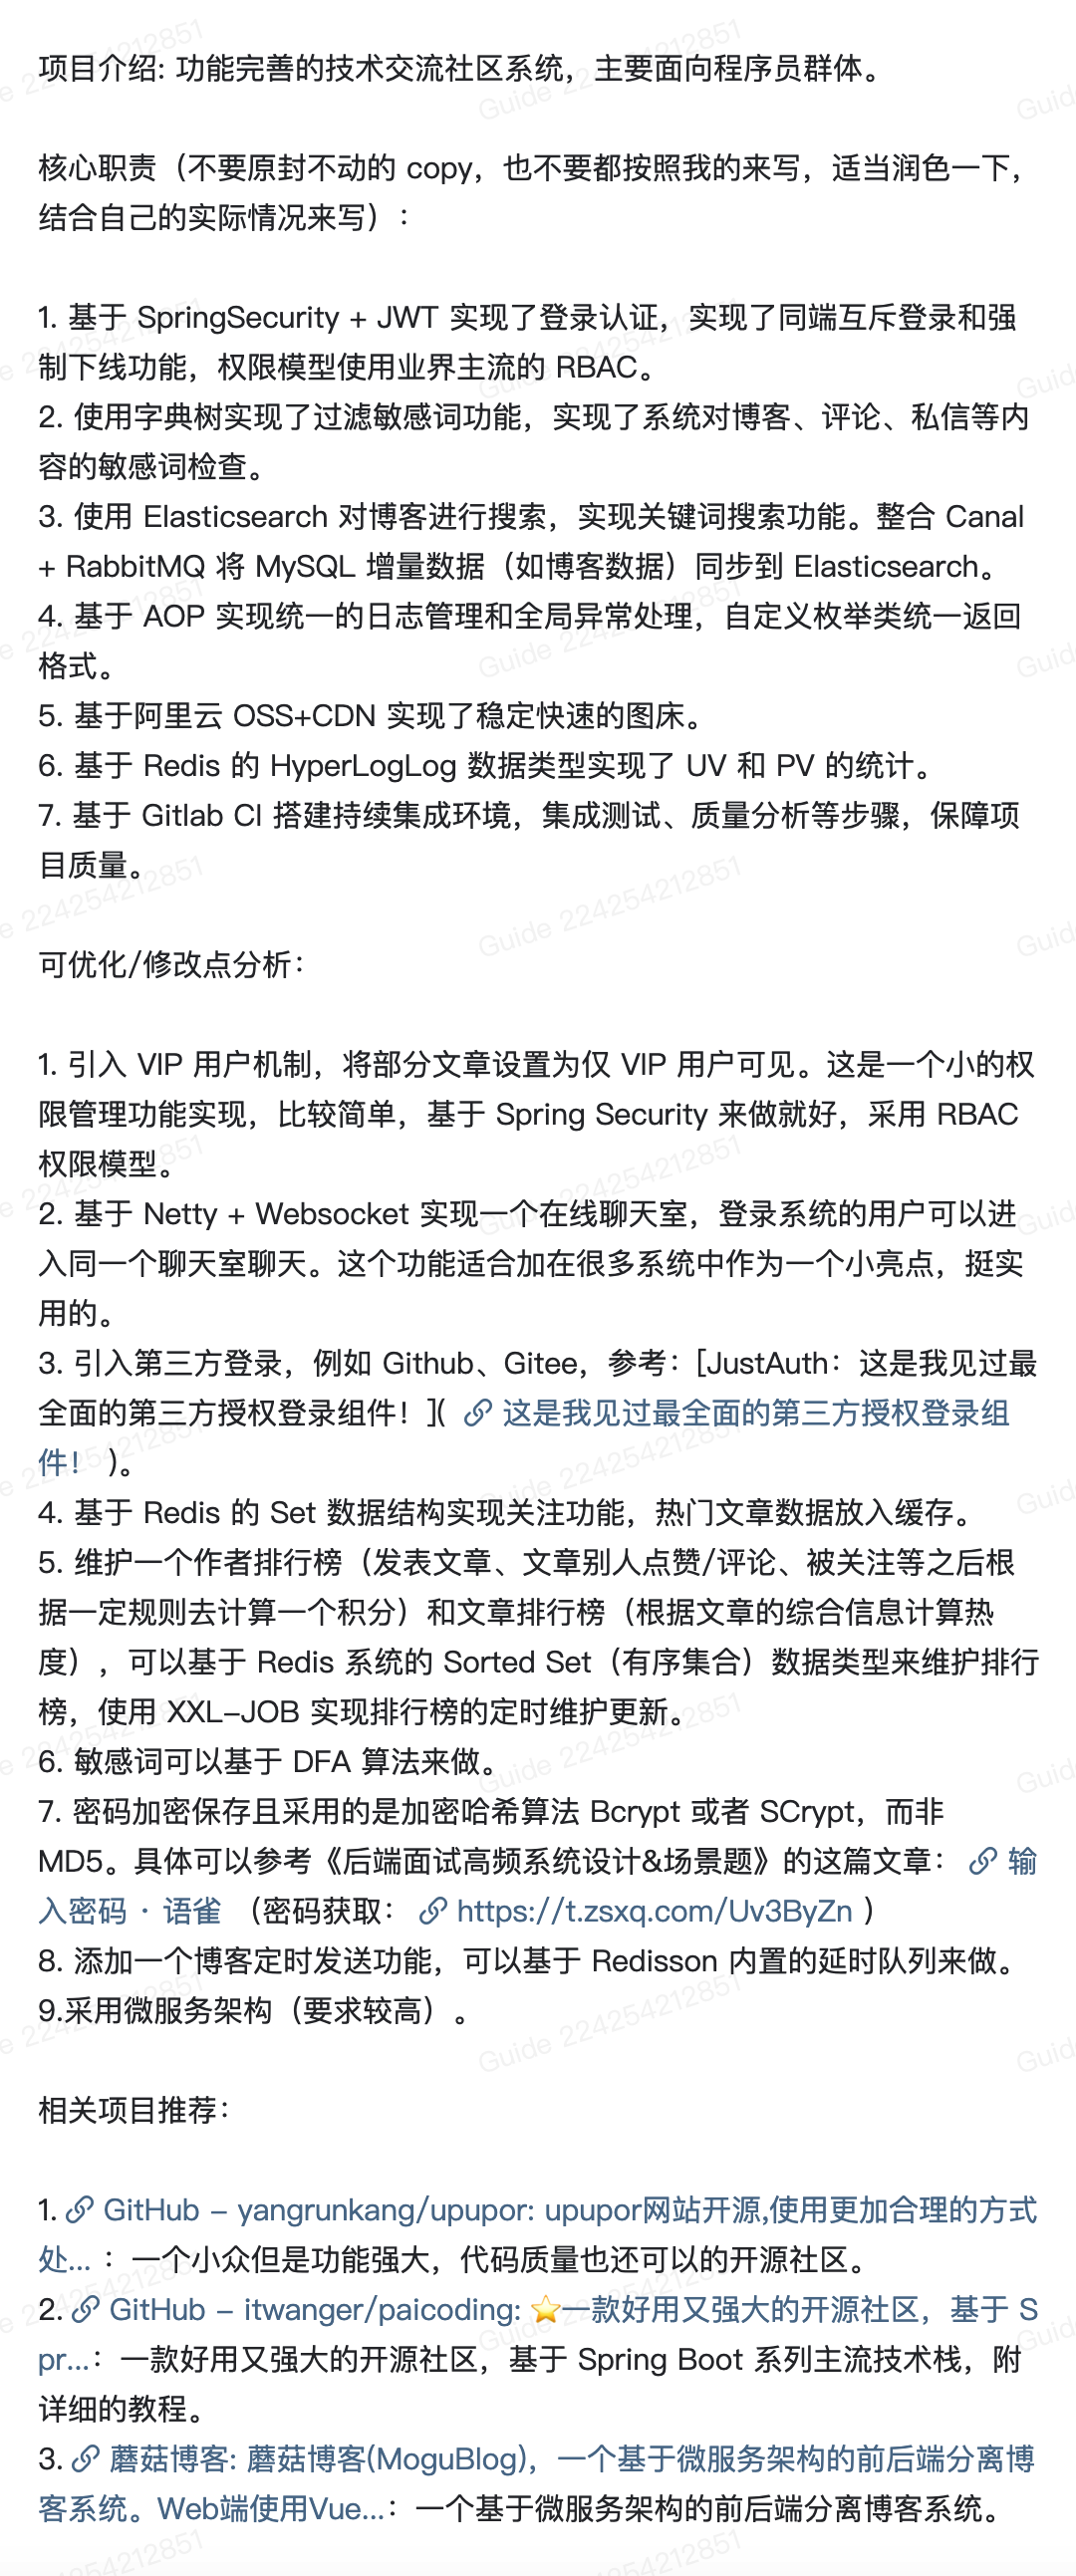 项目介绍: 功能完善的技术交流社区系统，主要面向程序员群体。
核心职责（不要原封不动的 copy，也不要都按照我的来写，适当润色一下，
结合自己的实际情况来写）：
1. 基于 SpringSecurity + JWT 实现了登录认证，实现了同端互斥登录和强
制下线功能，权限模型使用业界主流的 RBAC。
2. 使用字典树实现了过滤敏感词功能，实现了系统对博客、评论、私信等内
容的敏感词检查。
3. 使用 Elasticsearch 对博客进行搜索，实现关键词搜索功能。整合 Canal
+ RabbitMQ 将 MySQL 增量数据（如博客数据）同步到 Elasticsearch。
4. 基于 AOP 实现统一的日志管理和全局异常处理，自定义枚举类统一返回
格式。
5. 基于阿里云 OSS+CDN 实现了稳定快速的图床。
6. 基于 Redis 的 HyperLogLog 数据类型实现了 UV 和 PV 的统计。
7. 基于 Gitlab CI 搭建持续集成环境，集成测试、质量分析等步骤，保障项
目质量。
可优化/修改点分析：
1. 引入 VIP 用户机制，将部分文章设置为仅 VIP 用户可见。这是一个小的权
限管理功能实现，比较简单，基于 Spring Security 来做就好，采用 RBAC
权限模型。
2. 基于 Netty + Websocket 实现一个在线聊天室，登录系统的用户可以进
入同一个聊天室聊天。这个功能适合加在很多系统中作为一个小亮点，挺实
用的。
3. 引入第三方登录，例如 Github、Gitee，参考：[JustAuth：这是我见过最
全面的第三方授权登录组件！](  这是我见过最全面的第三方授权登录组
件！ )。
4. 基于 Redis 的 Set 数据结构实现关注功能，热门文章数据放入缓存。
5. 维护一个作者排行榜（发表文章、文章别人点赞/评论、被关注等之后根
据一定规则去计算一个积分）和文章排行榜（根据文章的综合信息计算热
度），可以基于 Redis 系统的 Sorted Set（有序集合）数据类型来维护排行
榜，使用 XXL-JOB 实现排行榜的定时维护更新。
6. 敏感词可以基于 DFA 算法来做。
7. 密码加密保存且采用的是加密哈希算法 Bcrypt 或者 SCrypt，而非
MD5。具体可以参考《后端面试高频系统设计&场景题》的这篇文章： 输
入密码 · 语雀 （密码获取： https://t.zsxq.com/Uv3ByZn ）
8. 添加一个博客定时发送功能，可以基于 Redisson 内置的延时队列来做。
9.采用微服务架构（要求较高）。
相关项目推荐：
1. GitHub - yangrunkang/upupor: upupor网站开源,使用更加合理的方式
处... ：一个小众但是功能强大，代码质量也还可以的开源社区。
2. GitHub - itwanger/paicoding: ⭐一款好用又强大的开源社区，基于 S
pr...：一款好用又强大的开源社区，基于 Spring Boot 系列主流技术栈，附
详细的教程。
3. 蘑菇博客: 蘑菇博客(MoguBlog)，一个基于微服务架构的前后端分离博
客系统。Web端使用Vue...：一个基于微服务架构的前后端分离博客系统。
Guide 224254212851